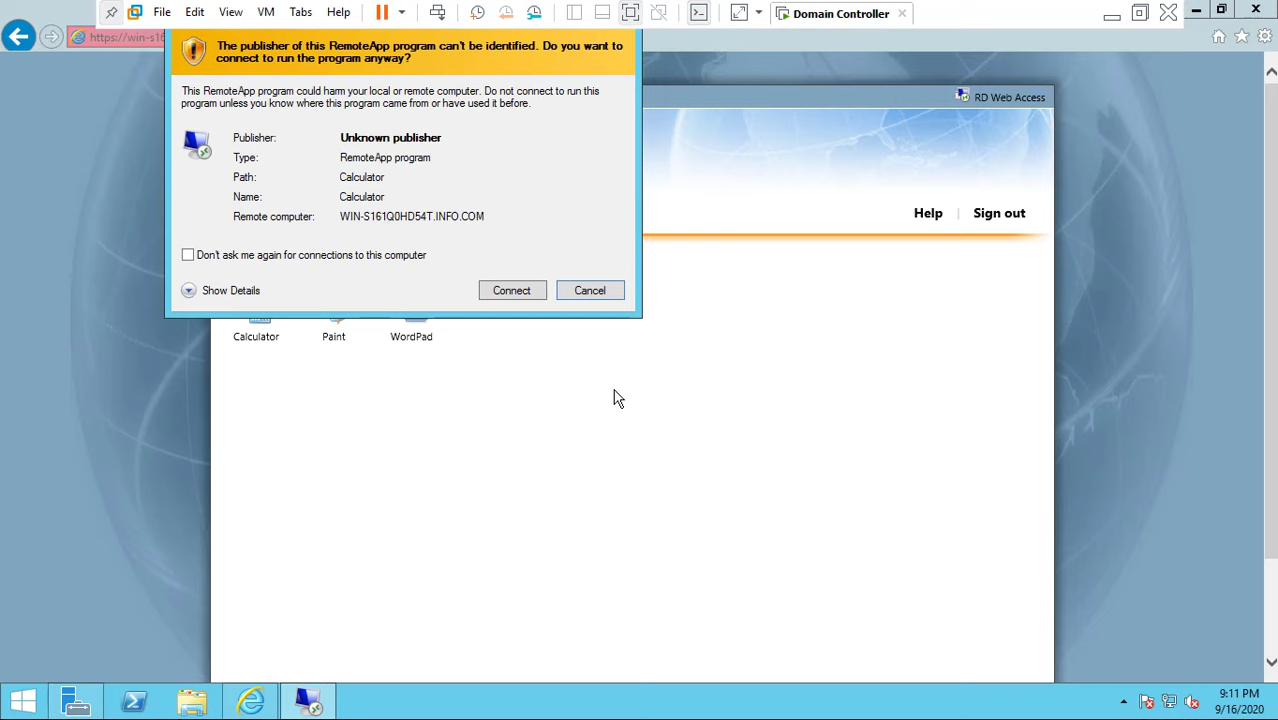 File Edit View VM Tabs Help
Domain Controller
https://win-s16
The publisher of this RemoteApp program can't be identified. Do you want to
connect to run the program anyway?
This RemoteApp program could harm your local or remote computer. Do not connect to run this
program unless you know where this program came from or have used it before.
RD Web Access
Publisher: Unknown publisher
Type: RemoteApp program
Path: Calculator
Name: Calculator
Remote computer: WIN-S161Q0HD54T.INFO.COM
Help | Sign out
Don't ask me again for connections to this computer
Show Details
Connect
Cancel
Calculator
Paint
WordPad
9:11 PM
9/16/2020